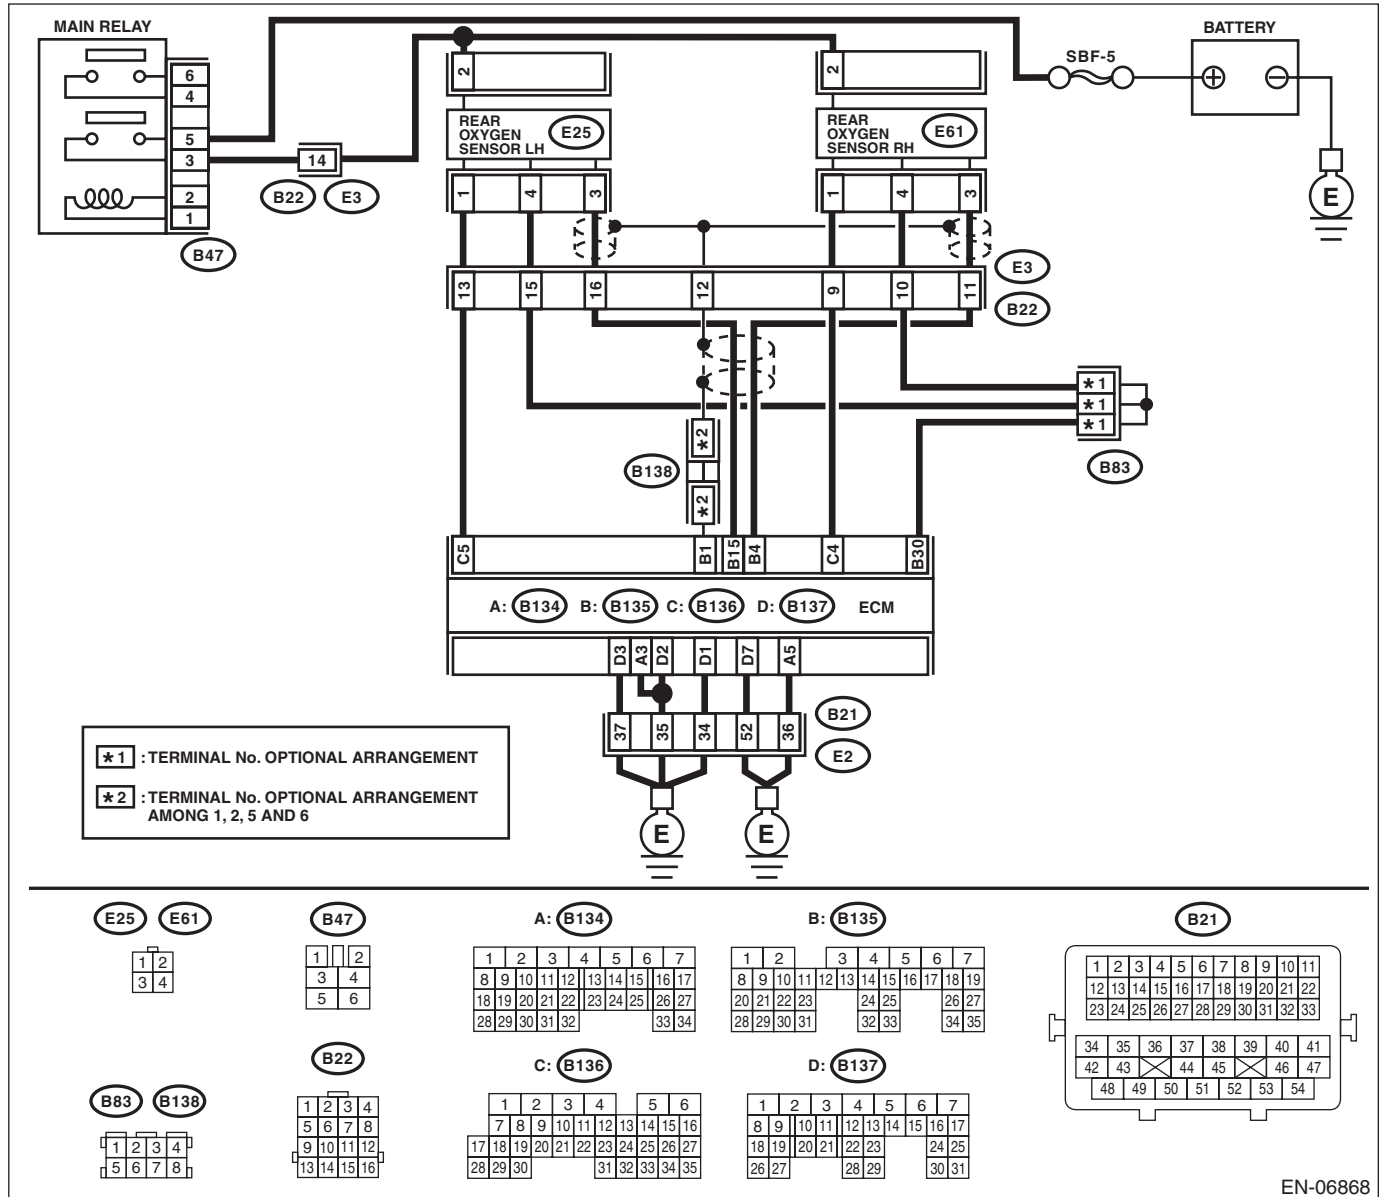 MAIN RELAY
BATTERY
SBF-5
6
4
5
3
2
1
14
B22 E3
B47
2
2
REAR
OXYGEN
SENSOR LH
E25
REAR
OXYGEN
SENSOR RH
E61
1 4 3
1 4 3
E
13 15 16 12 9 10 11
E3
B22
*1
*1
*1
B83
*2
B138
*2
C5 B1 B15 B4 C4 B30
A: B134 B: B135 C: B136 D: B137 ECM
D3 A3 D2 D1 D7 A5
37 35 34 52 36
B21
E2
E E
*1 : TERMINAL No. OPTIONAL ARRANGEMENT
*2 : TERMINAL No. OPTIONAL ARRANGEMENT
AMONG 1, 2, 5 AND 6
E25 E61
1 2
3 4
B47
1 2
3 4
5 6
A: B134
1 2 3 4 5 6 7
8 9 10 11 12 13 14 15 16 17
18 19 20 21 22 23 24 25 26 27
28 29 30 31 32 33 34
B: B135
1 2 3 4 5 6 7
8 9 10 11 12 13 14 15 16 17 18 19
20 21 22 23 24 25 26 27
28 29 30 31 32 33 34 35
B21
1 2 3 4 5 6 7 8 9 10 11
12 13 14 15 16 17 18 19 20 21 22
23 24 25 26 27 28 29 30 31 32 33
34 35 36 37 38 39 40 41
42 43 44 45 46 47
48 49 50 51 52 53 54
B83 B138
1 2 3 4
5 6 7 8
B22
1 2 3 4
5 6 7 8
9 10 11 12
13 14 15 16
C: B136
1 2 3 4 5 6
7 8 9 10 11 12 13 14 15 16
17 18 19 20 21 22 23 24 25 26 27
28 29 30 31 32 33 34 35
D: B137
1 2 3 4 5 6 7
8 9 10 11 12 13 14 15 16 17
18 19 20 21 22 23 24 25
26 27 28 29 30 31
EN-06868